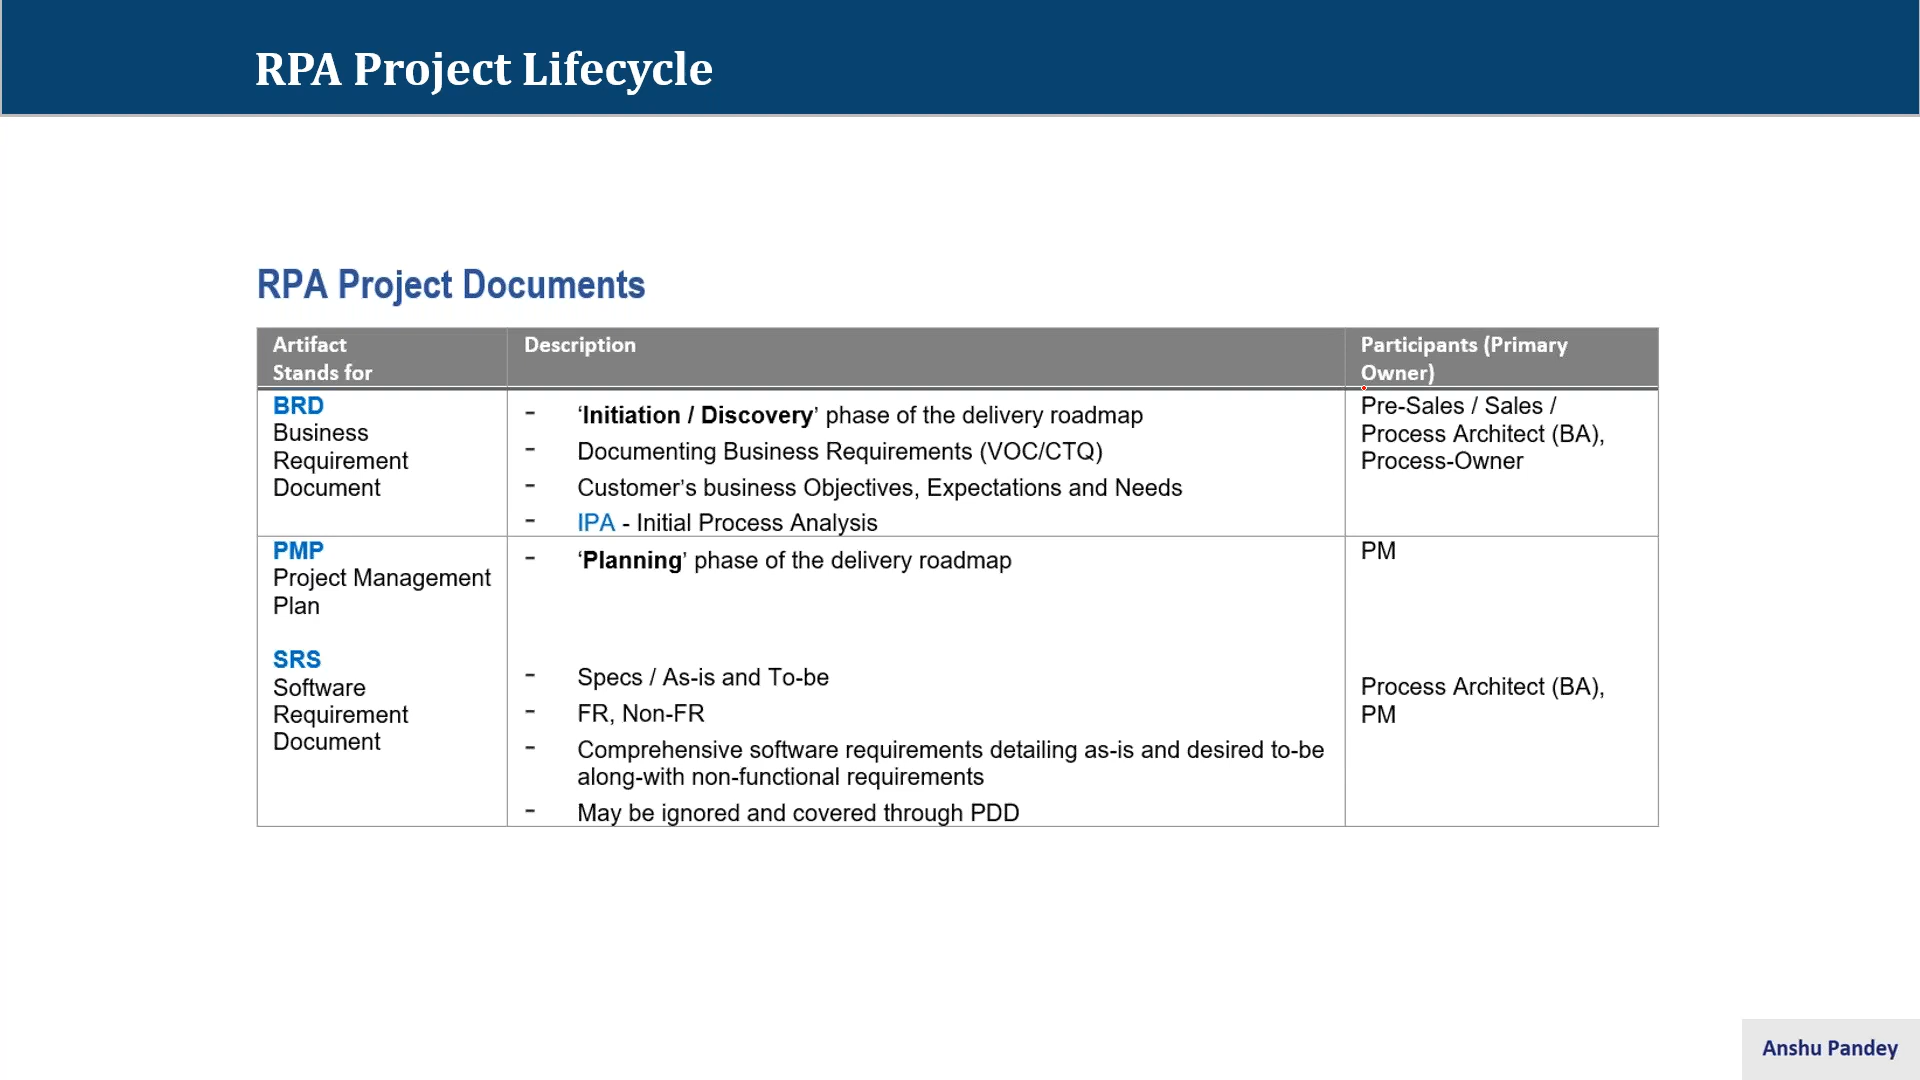 RPA Project Lifecycle
RPA Project Documents
Artifact
Stands for
Description
Participants (Primary
Owner)
BRD
Business
Requirement
Document
- ‘Initiation / Discovery’ phase of the delivery roadmap
- Documenting Business Requirements (VOC/CTQ)
- Customer’s business Objectives, Expectations and Needs
- IPA - Initial Process Analysis
Pre-Sales / Sales /
Process Architect (BA),
Process-Owner
PMP
Project Management
Plan
- ‘Planning’ phase of the delivery roadmap
PM
SRS
Software
Requirement
Document
- Specs / As-is and To-be
- FR, Non-FR
- Comprehensive software requirements detailing as-is and desired to-be
along-with non-functional requirements
- May be ignored and covered through PDD
Process Architect (BA),
PM
Anshu Pandey